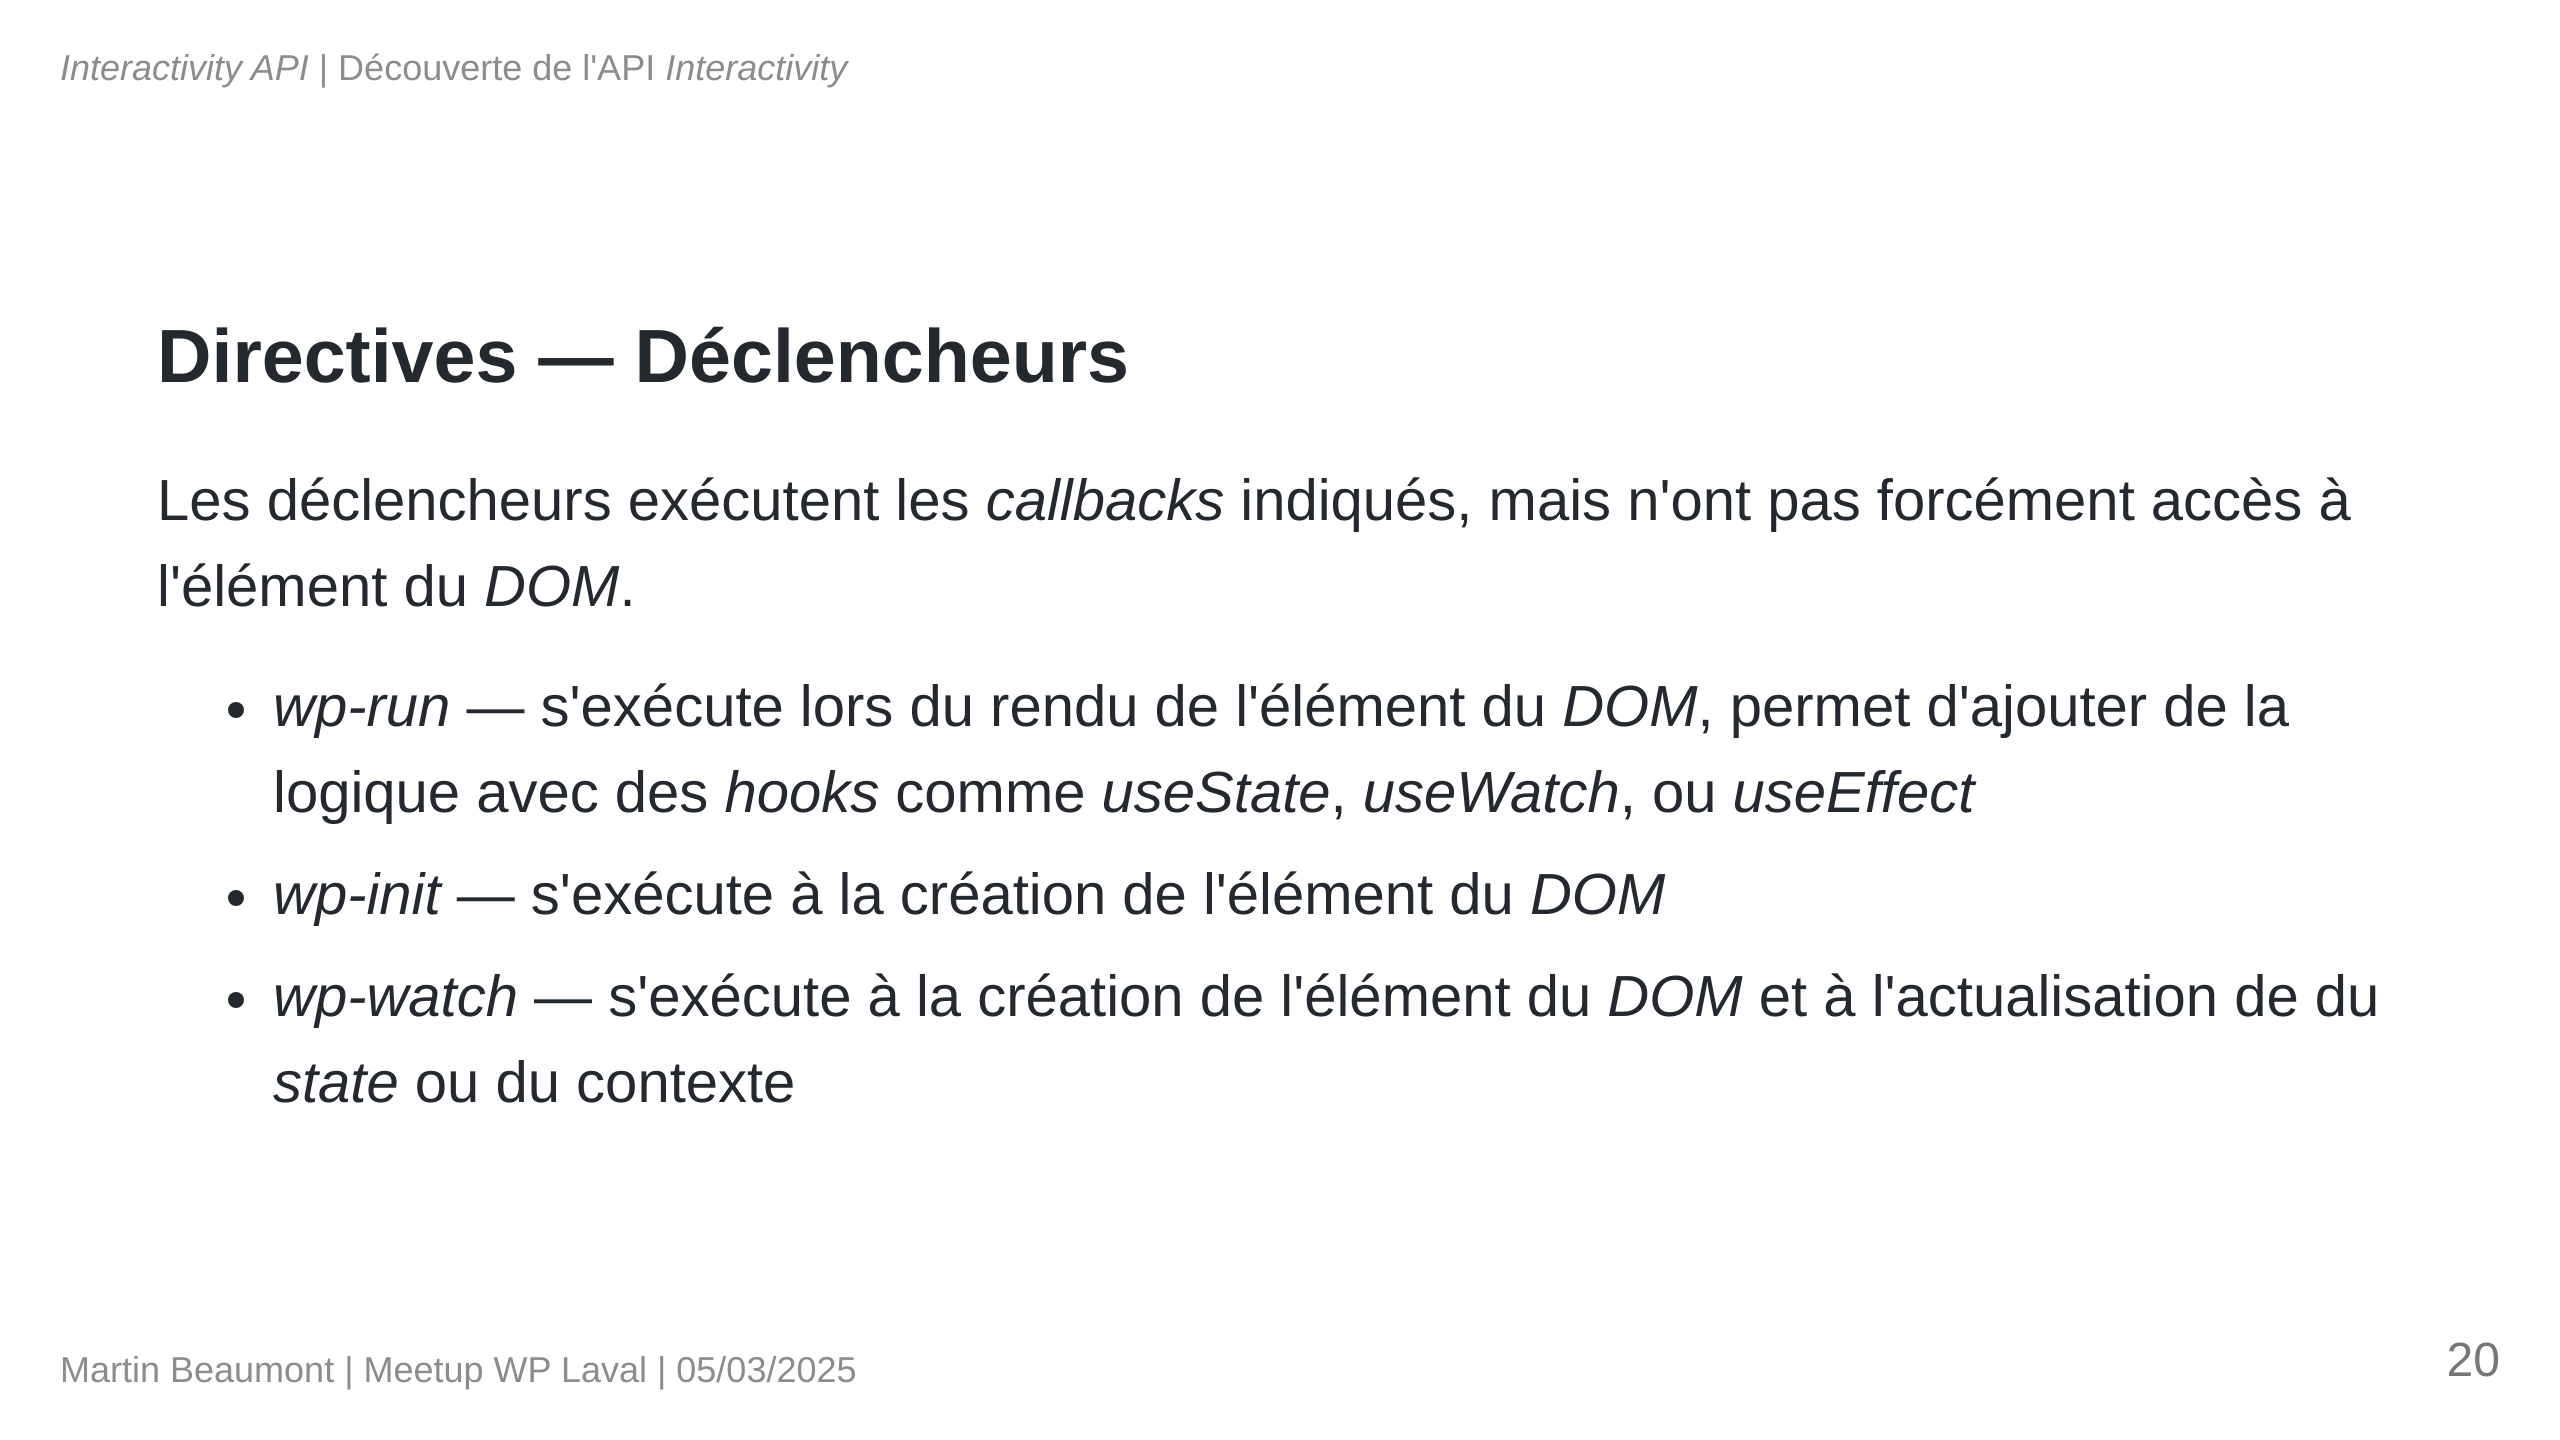 Interactivity API | Découverte de l'API Interactivity
Directives — Déclencheurs
Les déclencheurs exécutent les callbacks indiqués, mais n'ont pas forcément accès à
l'élément du DOM.
• wp-run — s'exécute lors du rendu de l'élément du DOM, permet d'ajouter de la
logique avec des hooks comme useState, useWatch, ou useEffect
• wp-init — s'exécute à la création de l'élément du DOM
• wp-watch — s'exécute à la création de l'élément du DOM et à l'actualisation de du
state ou du contexte
Martin Beaumont | Meetup WP Laval | 05/03/2025
20